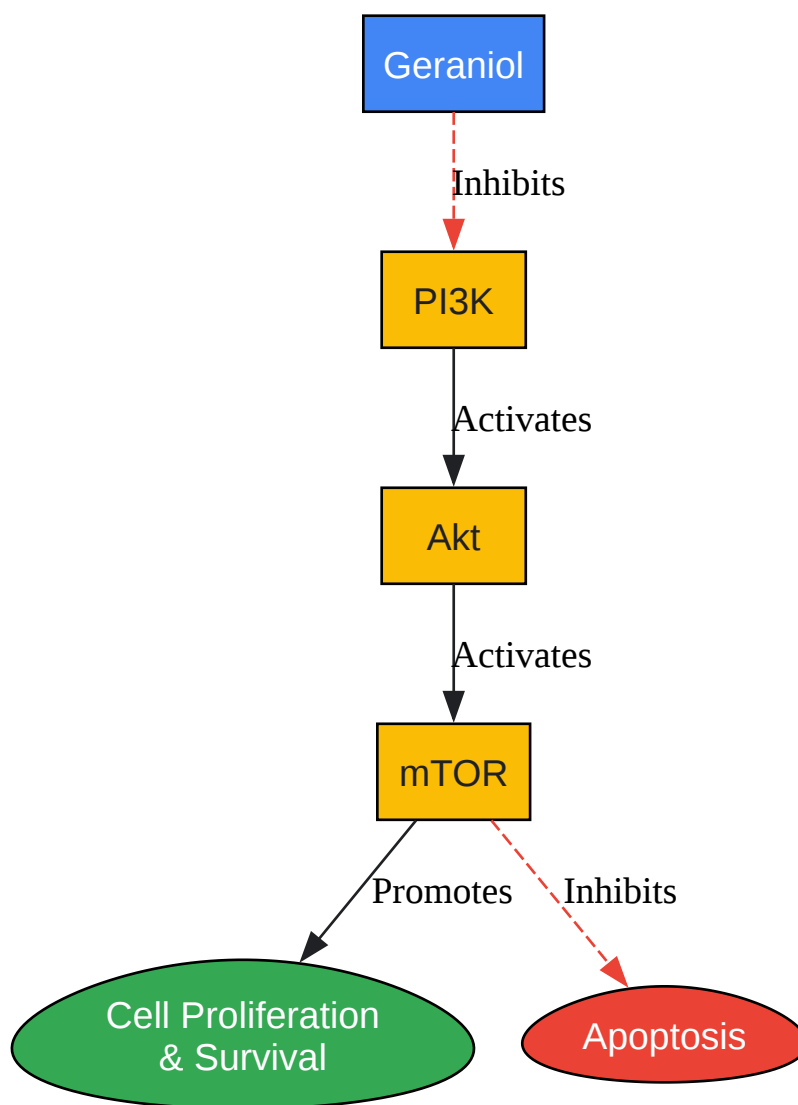 Geraniol
Inhibits
PI3K
Activates
Akt
Activates
mTOR
Promotes
Inhibits
Cell Proliferation
& Survival
Apoptosis